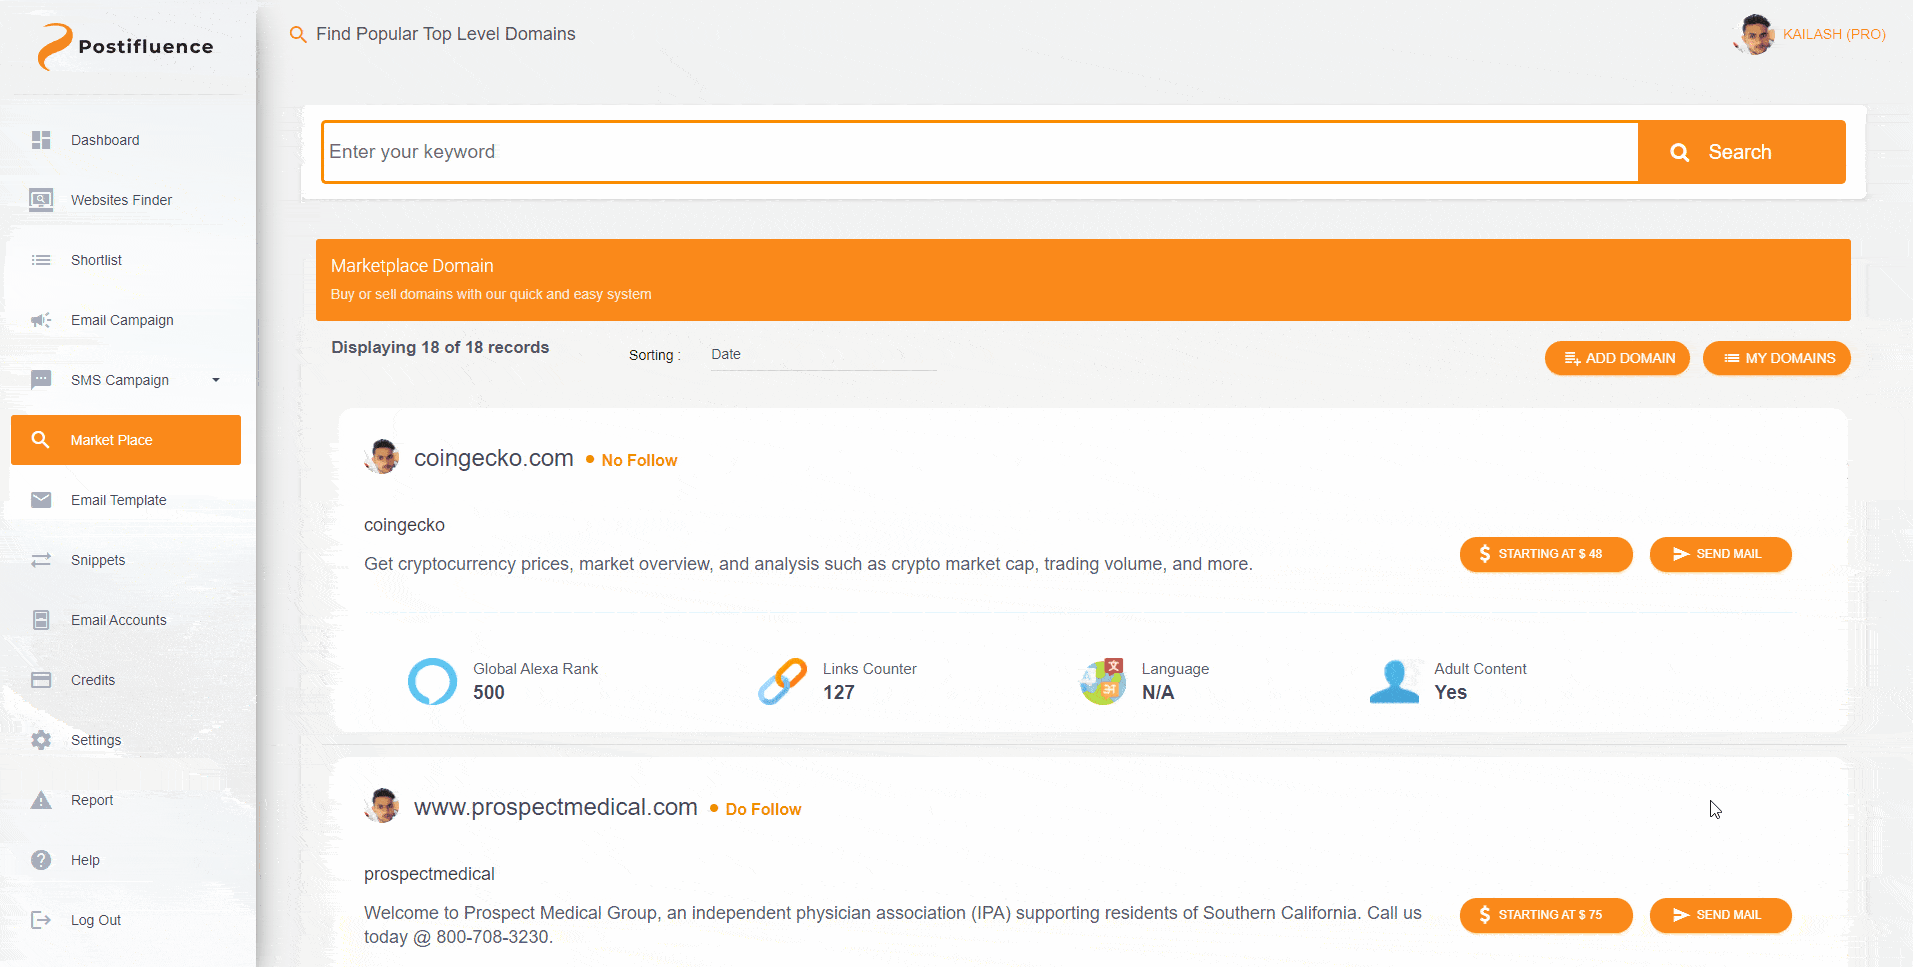 Postifluence
Find Popular Top Level Domains
KAILASH (PRO)
Dashboard
Websites Finder
Shortlist
Email Campaign
SMS Campaign
Market Place
Email Template
Snippets
Email Accounts
Credits
Settings
Report
Help
Log Out
Enter your keyword
Search
Marketplace Domain
Buy or sell domains with our quick and easy system
Displaying 18 of 18 records
Sorting :
Date
ADD DOMAIN
MY DOMAINS
coingecko.com
No Follow
coingecko
Get cryptocurrency prices, market overview, and analysis such as crypto market cap, trading volume, and more.
STARTING AT $ 48
SEND MAIL
Global Alexa Rank
500
Links Counter
127
Language
N/A
Adult Content
Yes
www.prospectmedical.com
Do Follow
prospectmedical
Welcome to Prospect Medical Group, an independent physician association (IPA) supporting residents of Southern California. Call us
today @ 800-708-3230.
STARTING AT $ 75
SEND MAIL